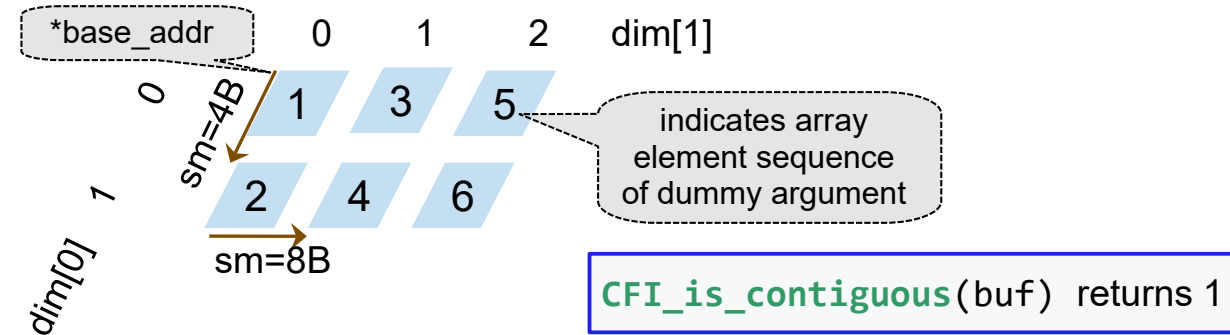 *base_addr
0 1 2 dim[1]
0
sm=4B
1 3 5
indicates array
element sequence
of dummy argument
1
2 4 6
sm=8B
dim[0]
CFI_is_contiguous(buf) returns 1